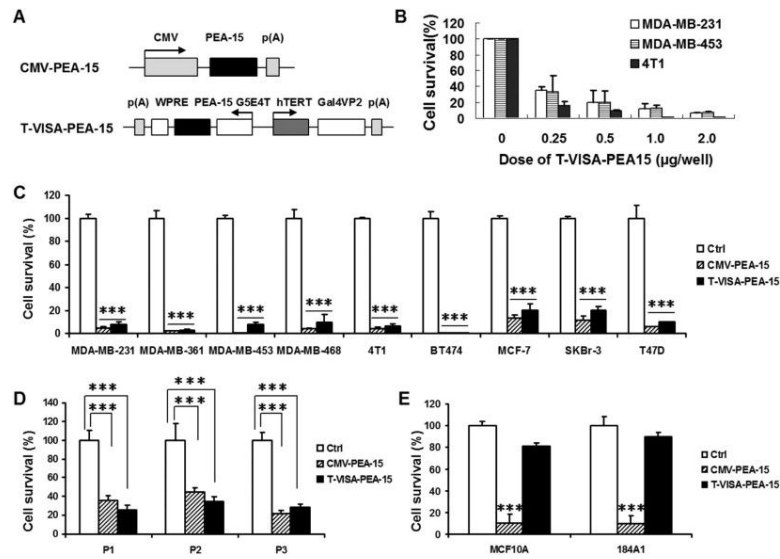 A
CMV PEA-15 p(A)
CMV-PEA-15
p(A) WPRE PEA-15 G5E4T hTERT Gal4VP2 p(A)
T-VISA-PEA-15
B
Cell survival(%)
100
80
60
40
20
0
MDA-MB-231
MDA-MB-453
4T1
0 0.25 0.5 1.0 2.0
Dose of T-VISA-PEA15 (µg/well)
C
Cell survival (%)
120
100
80
60
40
20
0
*** *** *** *** *** *** *** *** ***
MDA-MB-231 MDA-MB-361 MDA-MB-453 MDA-MB-468 4T1 BT474 MCF-7 SKBr-3 T47D
Ctrl
CMV-PEA-15
T-VISA-PEA-15
D
Cell survival (%)
120
100
80
60
40
20
0
*** *** ***
*** *** ***
P1 P2 P3
Ctrl
CMV-PEA-15
T-VISA-PEA-15
E
Cell survival (%)
120
100
80
60
40
20
0
*** ***
MCF10A 184A1
Ctrl
CMV-PEA-15
T-VISA-PEA-15